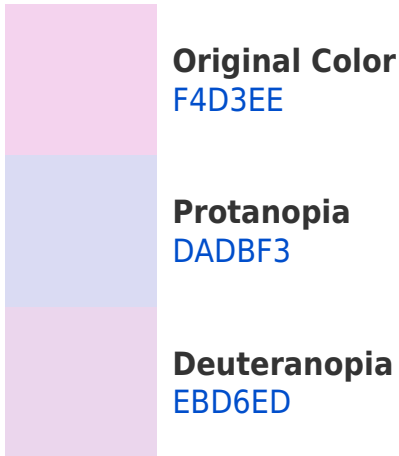 Original Color
F4D3EE
Protanopia
DADBF3
Deuteranopia
EBD6ED